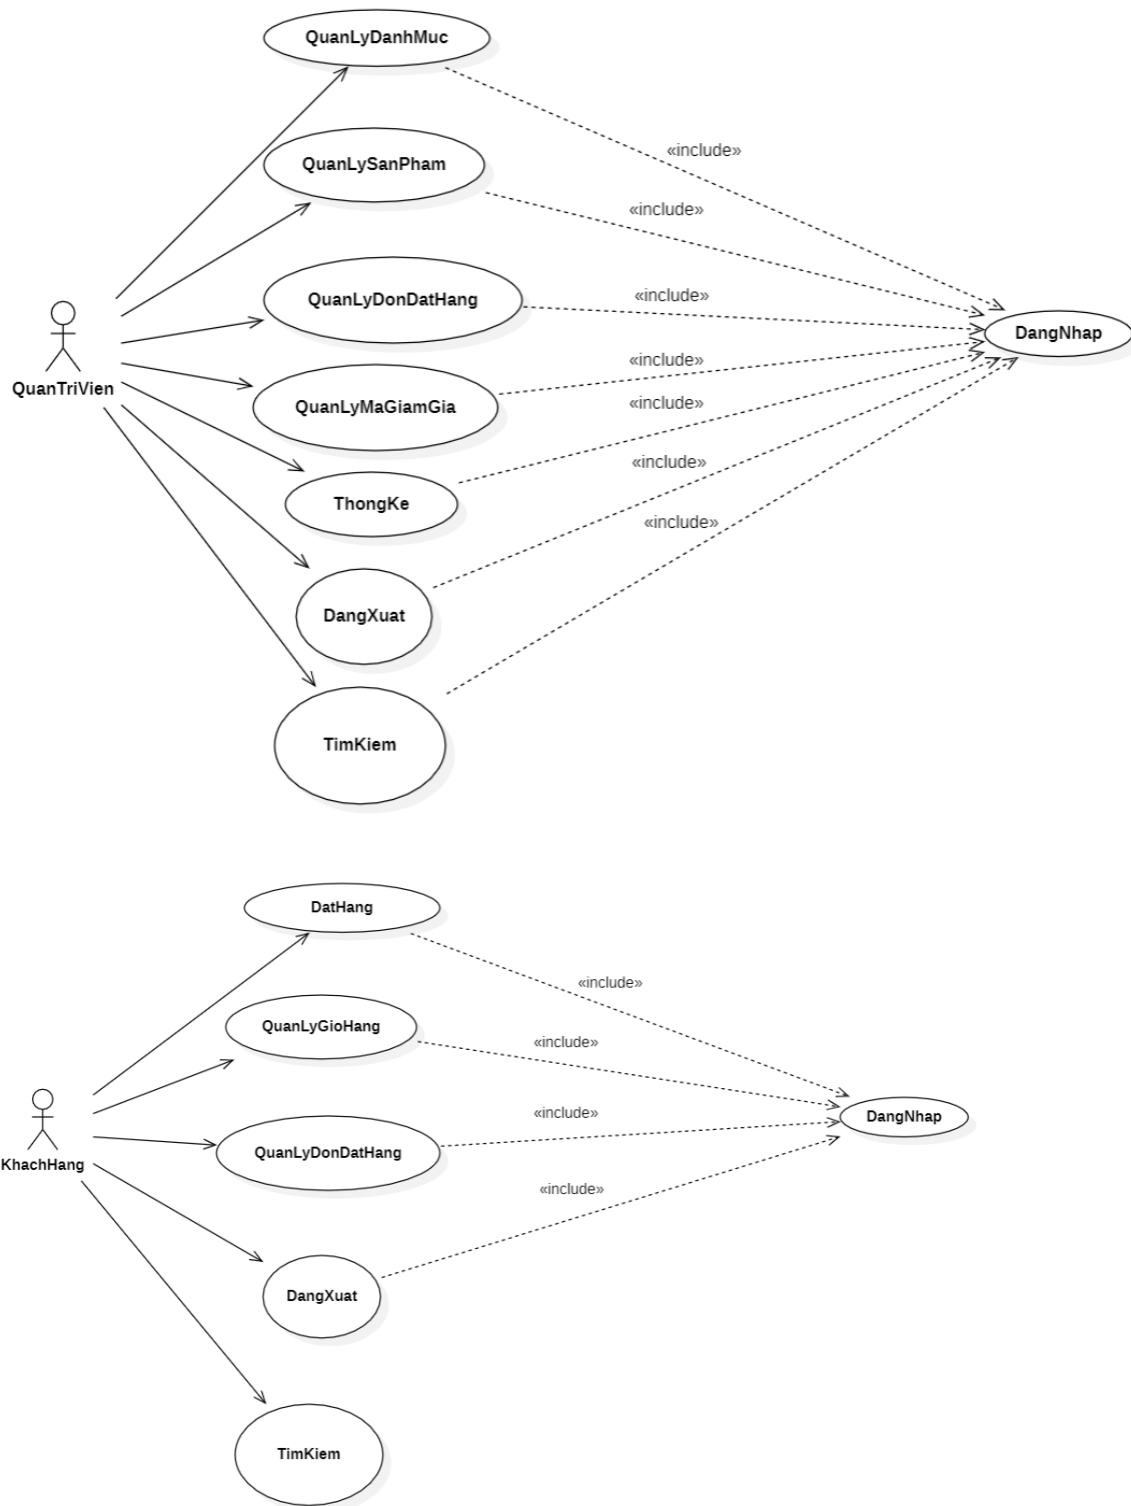 QuanLyDanhMuc
«include»
QuanLySanPham
«include»
QuanLyDonDatHang
«include»
DangNhap
QuanTriVien
«include»
QuanLyMaGiamGia
«include»
«include»
ThongKe
«include»
DangXuat
TimKiem
DatHang
«include»
QuanLyGioHang
«include»
«include»
DangNhap
QuanLyDonDatHang
KhachHang
«include»
DangXuat
TimKiem